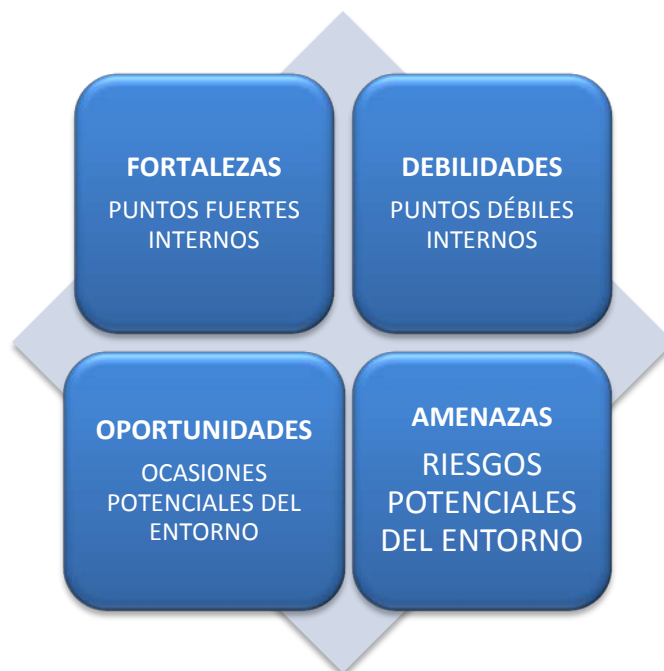 FORTALEZAS
PUNTOS FUERTES
INTERNOS
DEBILIDADES
PUNTOS DÉBILES
INTERNOS
OPORTUNIDADES
OCASIONES
POTENCIALES DEL
ENTORNO
AMENAZAS
RIESGOS
POTENCIALES
DEL ENTORNO